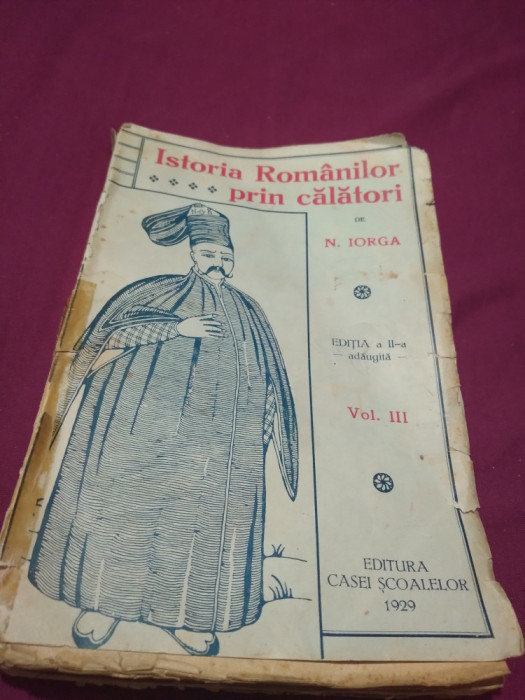 Istoria Românilor
prin călători
DE
N. IORGA
EDIȚIA a II-a
adăugită
Vol. III
EDITURA
CASEI ȘCOALELOR
1929